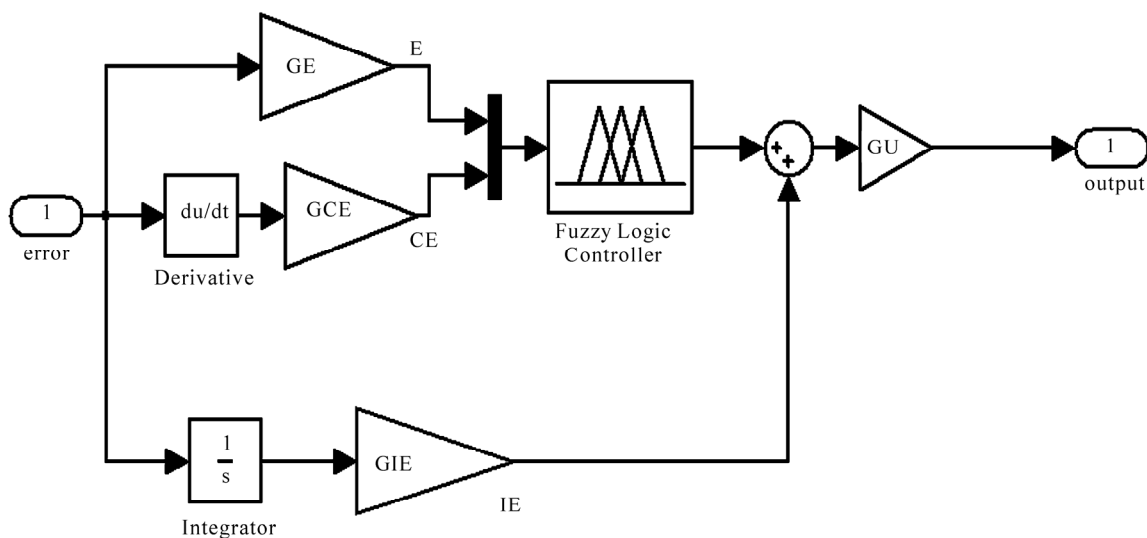 E
GE
1
error
du/dt
Derivative
GCE
CE
Fuzzy Logic
Controller
+
+
GU
1
output
1
s
Integrator
GIE
IE